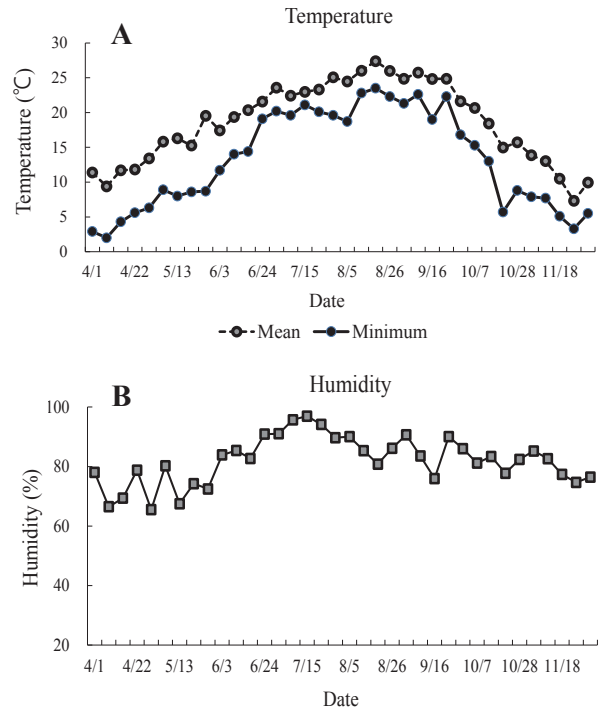 A
Temperature
30
25
20
15
10
5
0
Temperature (℃)
4/1 4/22 5/13 6/3 6/24 7/15 8/5 8/26 9/16 10/7 10/28 11/18
Date
Mean Minimum
B
Humidity
100
80
60
40
20
Humidity (%)
4/1 4/22 5/13 6/3 6/24 7/15 8/5 8/26 9/16 10/7 10/28 11/18
Date